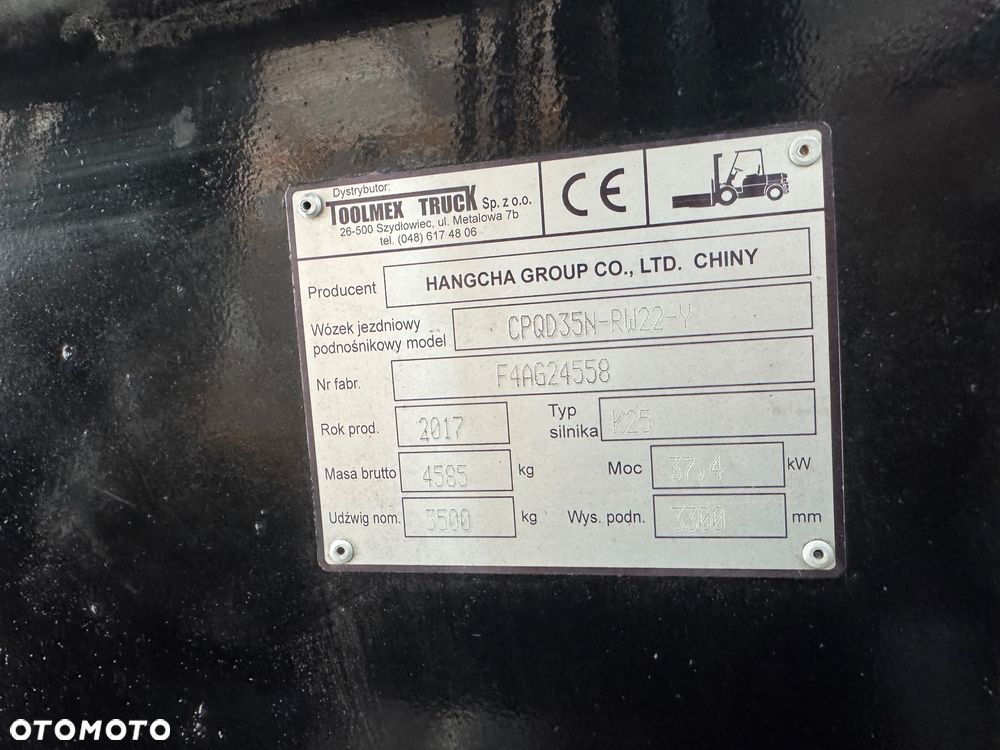 Dystrybutor:
TOOLMEX TRUCK Sp. z o.o.
26-500 Szydłowiec, ul. Metalowa 7b
tel. (048) 617 48 06
CE
Producent HANGCHA GROUP CO., LTD. CHINY
Wózek jezdniowy
podnośnikowy model CPQD35N-RW22-Y
Nr fabr. F4AG24558
Rok prod. 2017 Typ silnika K25
Masa brutto 4585 kg Moc 37,4 kW
Udźwig nom. 3500 kg Wys. podn. 3300 mm
OTOMOTO